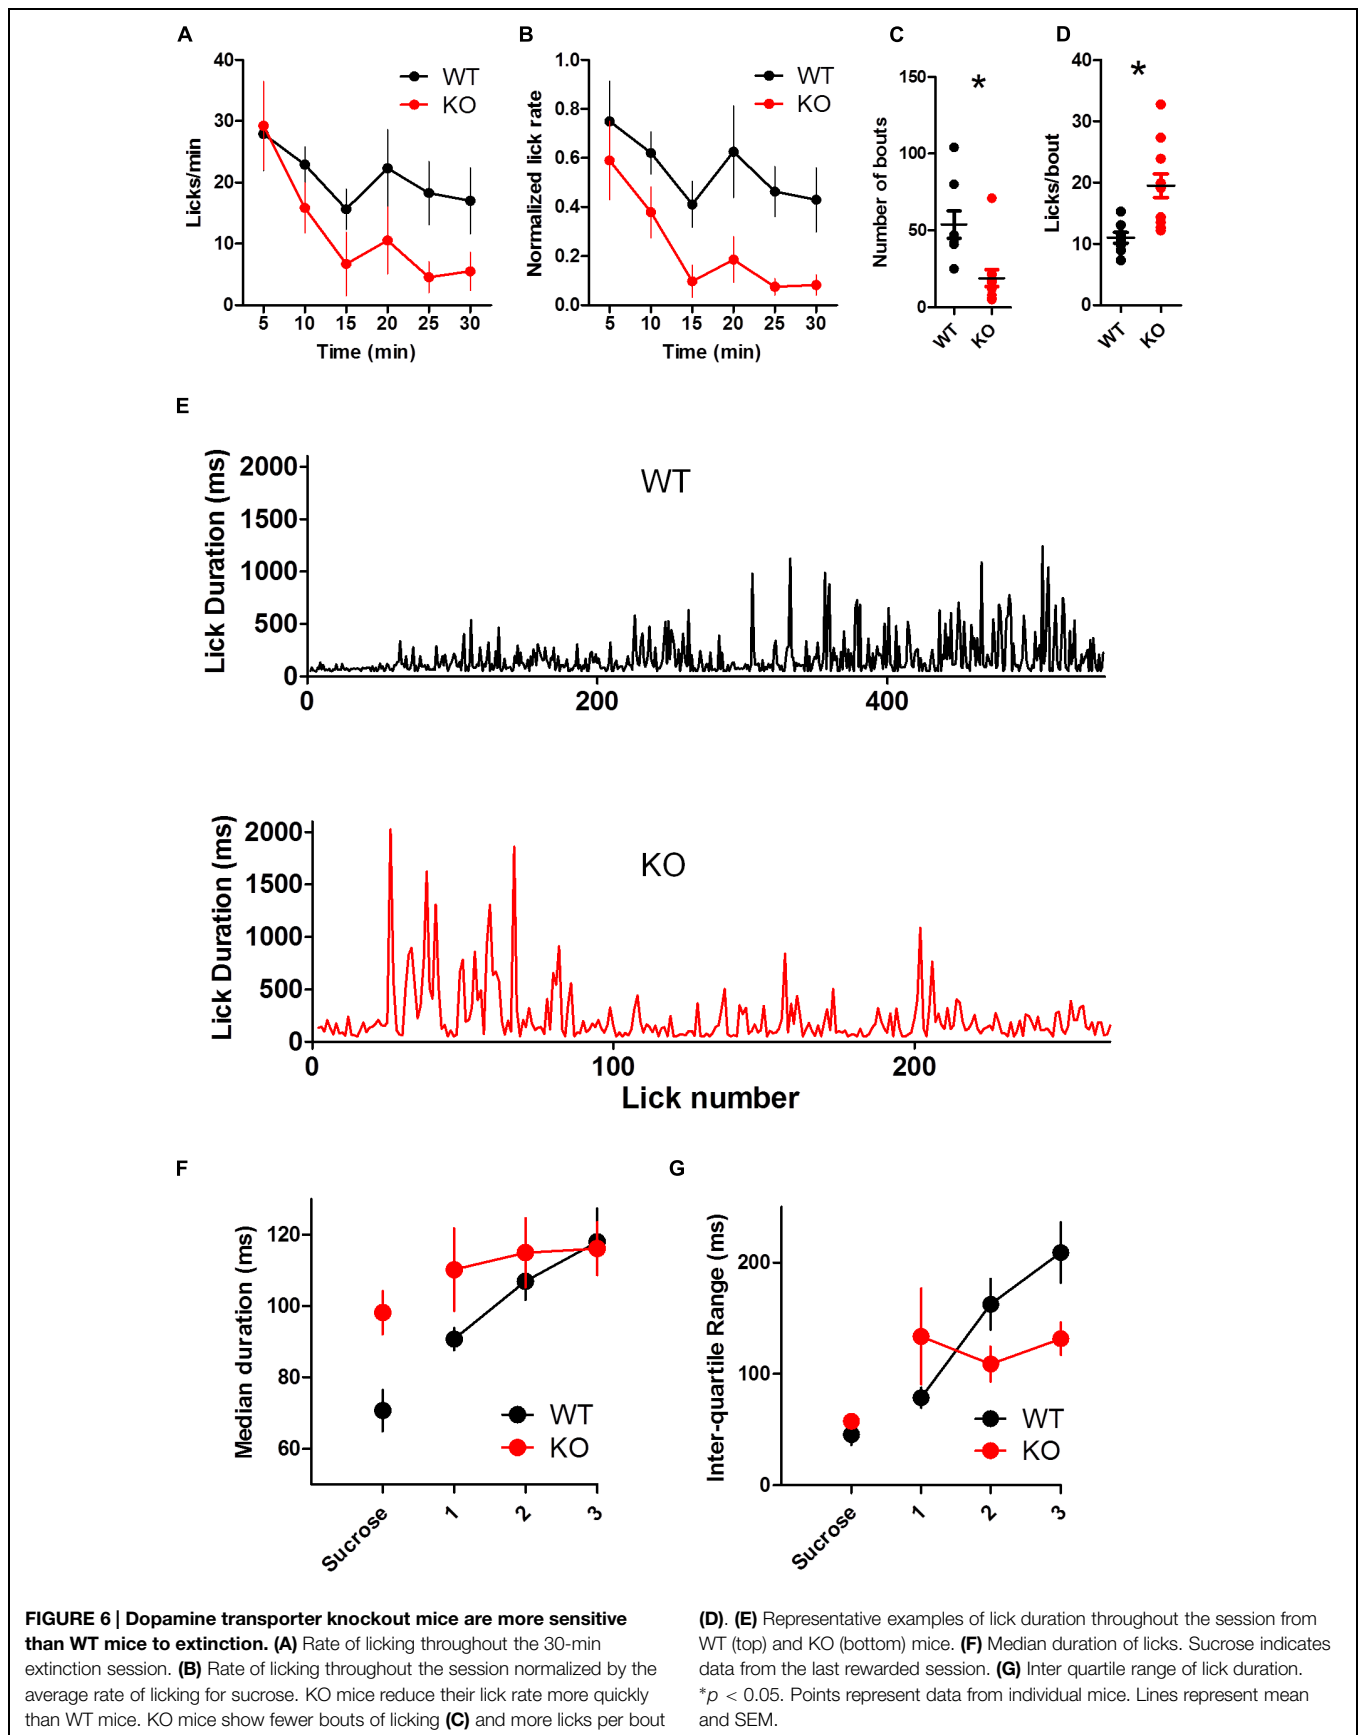 A
B
C
D
40
30
20
10
0
Licks/min
WT
KO
5 10 15 20 25 30
Time (min)
1.0
0.8
0.6
0.4
0.2
0.0
Normalized lick rate
WT
KO
5 10 15 20 25 30
Time (min)
150
100
50
0
Number of bouts
*
WT KO
40
30
20
10
0
Licks/bout
*
WT KO
E
2000
1500
1000
500
0
Lick Duration (ms)
WT
0 200 400
2000
1500
1000
500
0
Lick Duration (ms)
KO
0 100 200
Lick number
F
120
100
80
60
Median duration (ms)
WT
KO
Sucrose 1 2 3
G
200
100
0
Inter-quartile Range (ms)
WT
KO
Sucrose 1 2 3
FIGURE 6 | Dopamine transporter knockout mice are more sensitive
than WT mice to extinction. (A) Rate of licking throughout the 30-min
extinction session. (B) Rate of licking throughout the session normalized by the
average rate of licking for sucrose. KO mice reduce their lick rate more quickly
than WT mice. KO mice show fewer bouts of licking (C) and more licks per bout
(D). (E) Representative examples of lick duration throughout the session from
WT (top) and KO (bottom) mice. (F) Median duration of licks. Sucrose indicates
data from the last rewarded session. (G) Inter quartile range of lick duration.
*p < 0.05. Points represent data from individual mice. Lines represent mean
and SEM.